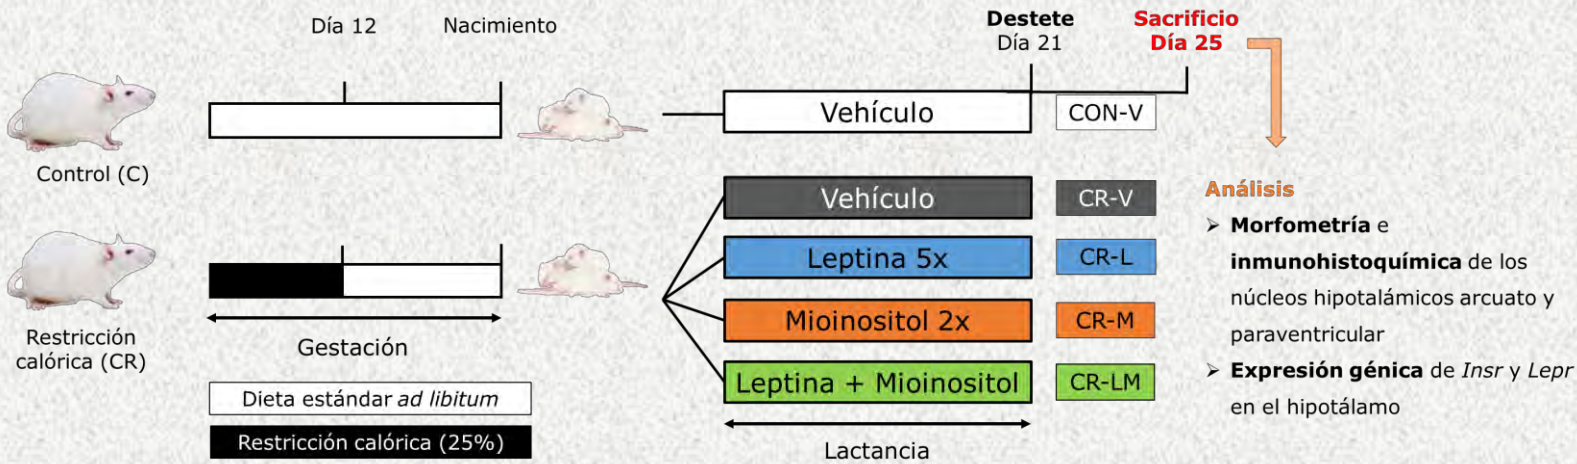 Día 12
Nacimiento
Destete
Día 21
Sacrificio
Día 25
Control (C)
Vehículo
CON-V
Restricción
calórica (CR)
Gestación
Dieta estándar ad libitum
Restricción calórica (25%)
Vehículo
CR-V
Leptina 5x
CR-L
Mioinositol 2x
CR-M
Leptina + Mioinositol
CR-LM
Lactancia
Análisis
➢ Morfometría e
inmunohistoquímica de los
núcleos hipotalámicos arcuato y
paraventricular
➢ Expresión génica de Insr y Lepr
en el hipotálamo